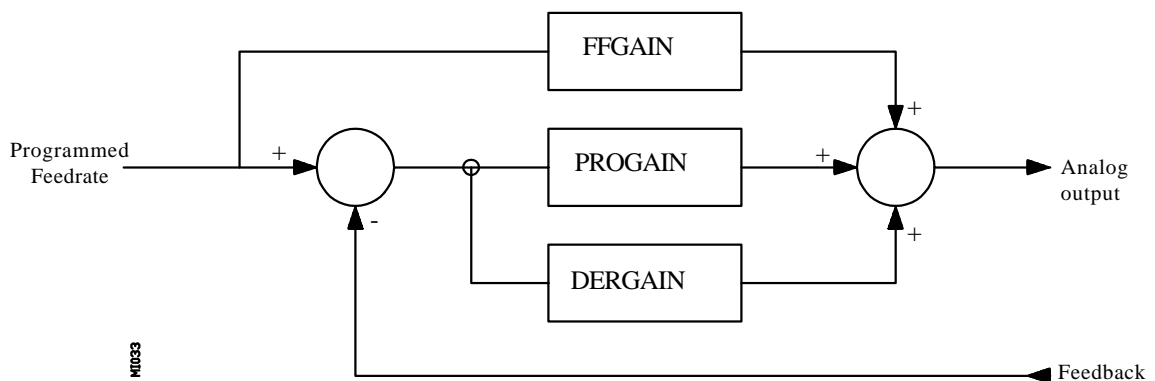 FFGAIN
+
Programmed
Feedrate
+
PROGAIN
+
Analog
output
-
+
DERGAIN
MI033
Feedback